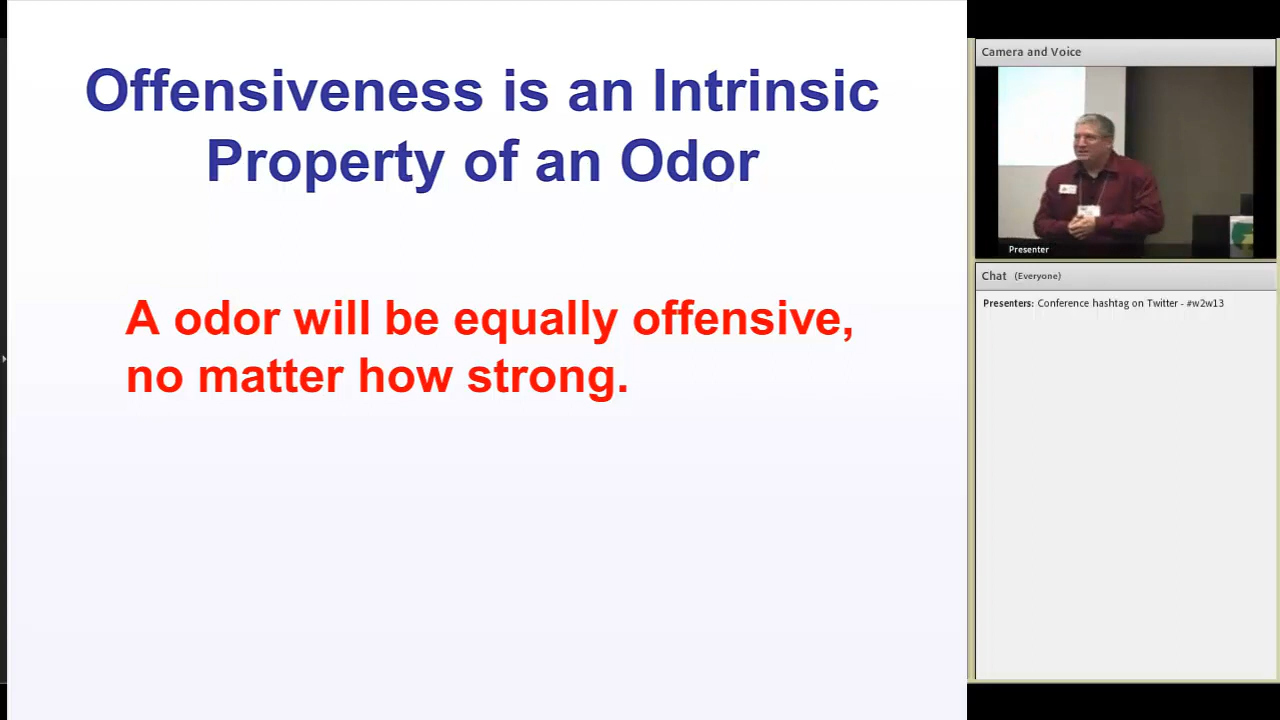 Offensiveness is an Intrinsic
Property of an Odor
A odor will be equally offensive,
no matter how strong.
Camera and Voice
Presenter
Chat (Everyone)
Presenters: Conference hashtag on Twitter - #w2w13